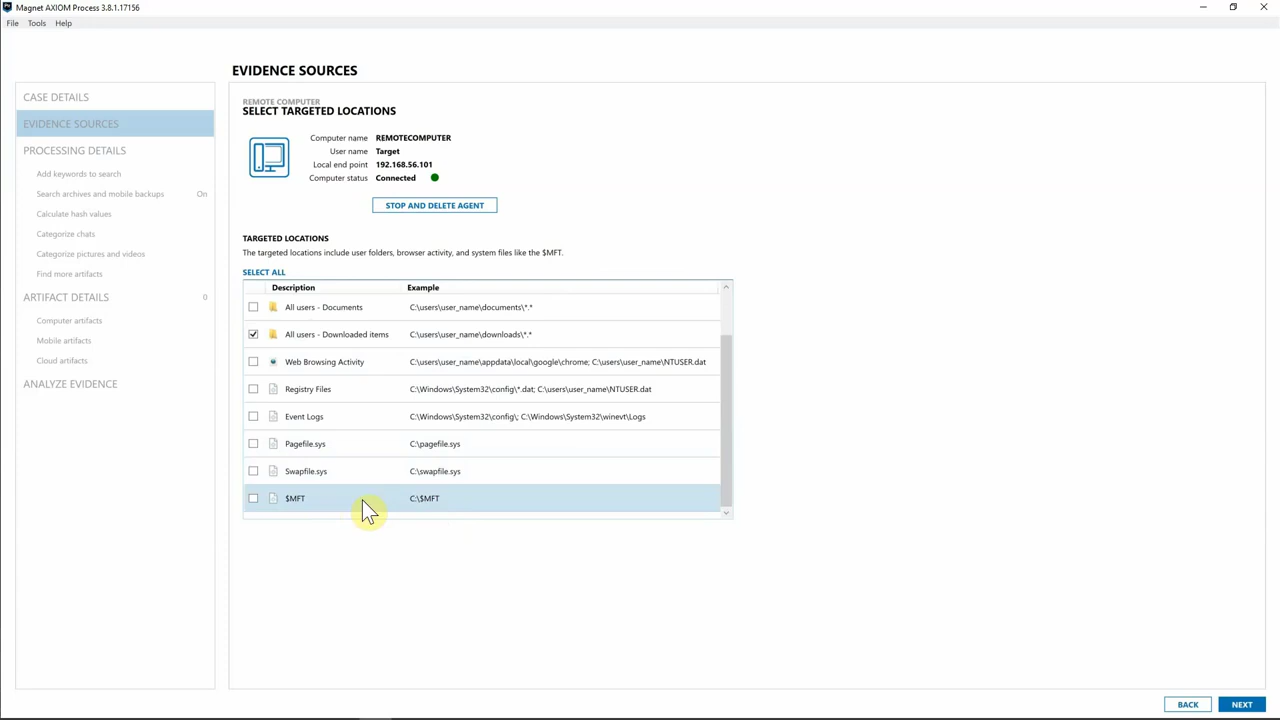 Magnet AXIOM Process 3.8.1.17156
File Tools Help
EVIDENCE SOURCES
CASE DETAILS
EVIDENCE SOURCES
PROCESSING DETAILS
Add keywords to search
Search archives and mobile backups On
Calculate hash values
Categorize chats
Categorize pictures and videos
Find more artifacts
ARTIFACT DETAILS 0
Computer artifacts
Mobile artifacts
Cloud artifacts
ANALYZE EVIDENCE
REMOTE COMPUTER
SELECT TARGETED LOCATIONS
Computer name REMOTECOMPUTER
User name Target
Local end point 192.168.56.101
Computer status Connected
STOP AND DELETE AGENT
TARGETED LOCATIONS
The targeted locations include user folders, browser activity, and system files like the $MFT.
SELECT ALL
Description Example
All users - Documents C:\users\user_name\documents\*.*
All users - Downloaded items C:\users\user_name\downloads\*.*
Web Browsing Activity C:\users\user_name\appdata\local\google\chrome; C:\users\user_name\NTUSER.dat
Registry Files C:\Windows\System32\config\*.dat; C:\users\user_name\NTUSER.dat
Event Logs C:\Windows\System32\config\; C:\Windows\System32\winevt\Logs
Pagefile.sys C:\pagefile.sys
Swapfile.sys C:\swapfile.sys
$MFT C:\$MFT
BACK NEXT